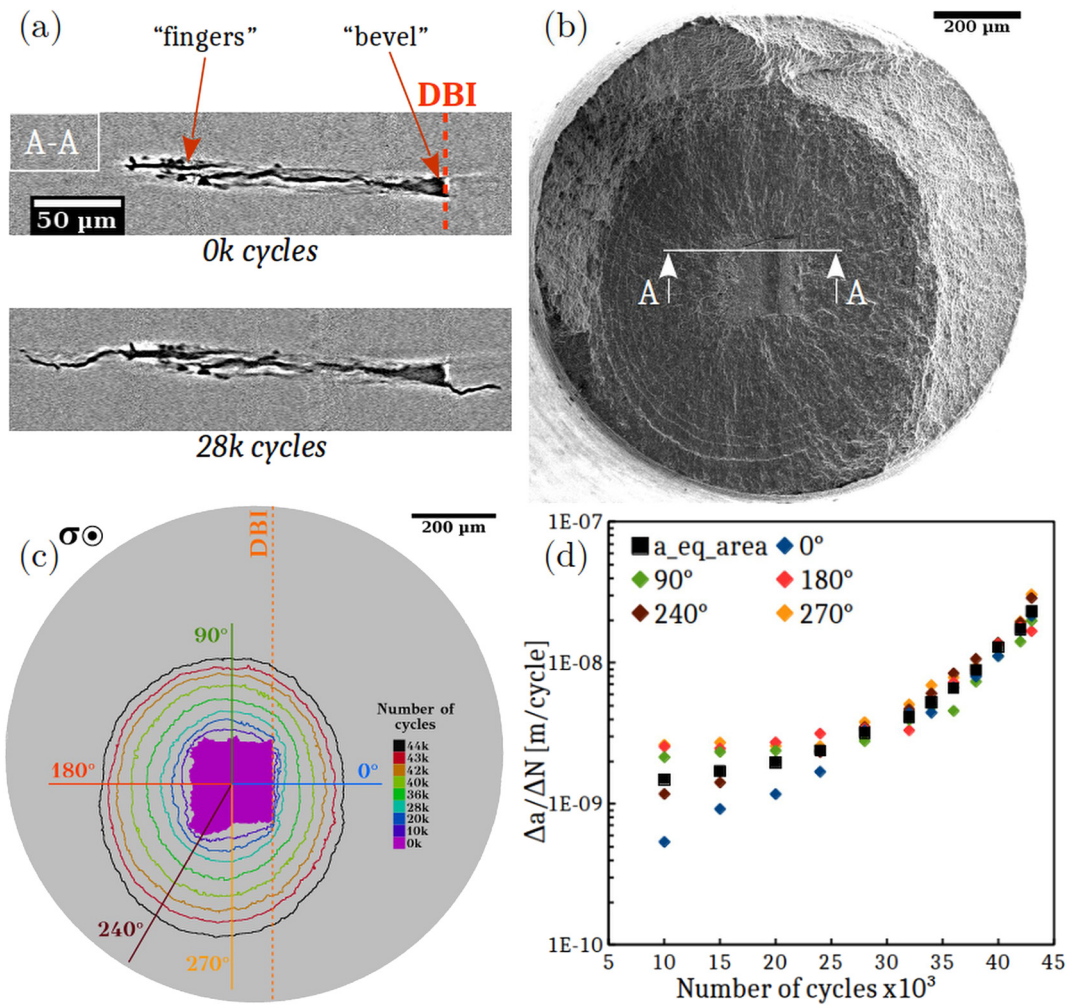 (a)
“fingers”
“bevel”
DBI
A-A
50 μm
0k cycles
28k cycles
(b)
200 μm
A
A
(c)
σ
DBI
200 μm
90°
180°
0°
240°
270°
Number of
cycles
44k
43k
42k
40k
36k
28k
20k
10k
0k
(d)
1E-07
1E-08
1E-09
1E-10
Δa/ΔN [m/cycle]
a_eq_area
0°
90°
180°
240°
270°
5
10
15
20
25
30
35
40
45
Number of cycles x10³